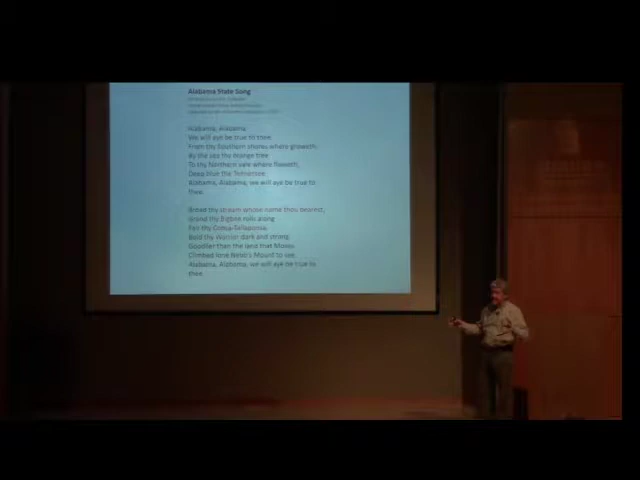 Alabama State Song
Alabama, Alabama
We will aye be true to thee
From thy Southern shores where groweth,
By the sea the orange tree
To thy Northern vale where floweth,
Deep blue the Tennessee
Alabama, Alabama, we will aye be true to
thee
Broad thy stream whose name thou bearest,
Grand thy Bigbee rolls along
Fair thy Coosa-Tallapoosa
Bold thy Warrior dark and strong
Goodlier than the land that Moses
Climbed lone Nebo's Mount to see
Alabama, Alabama, we will aye be true to
thee